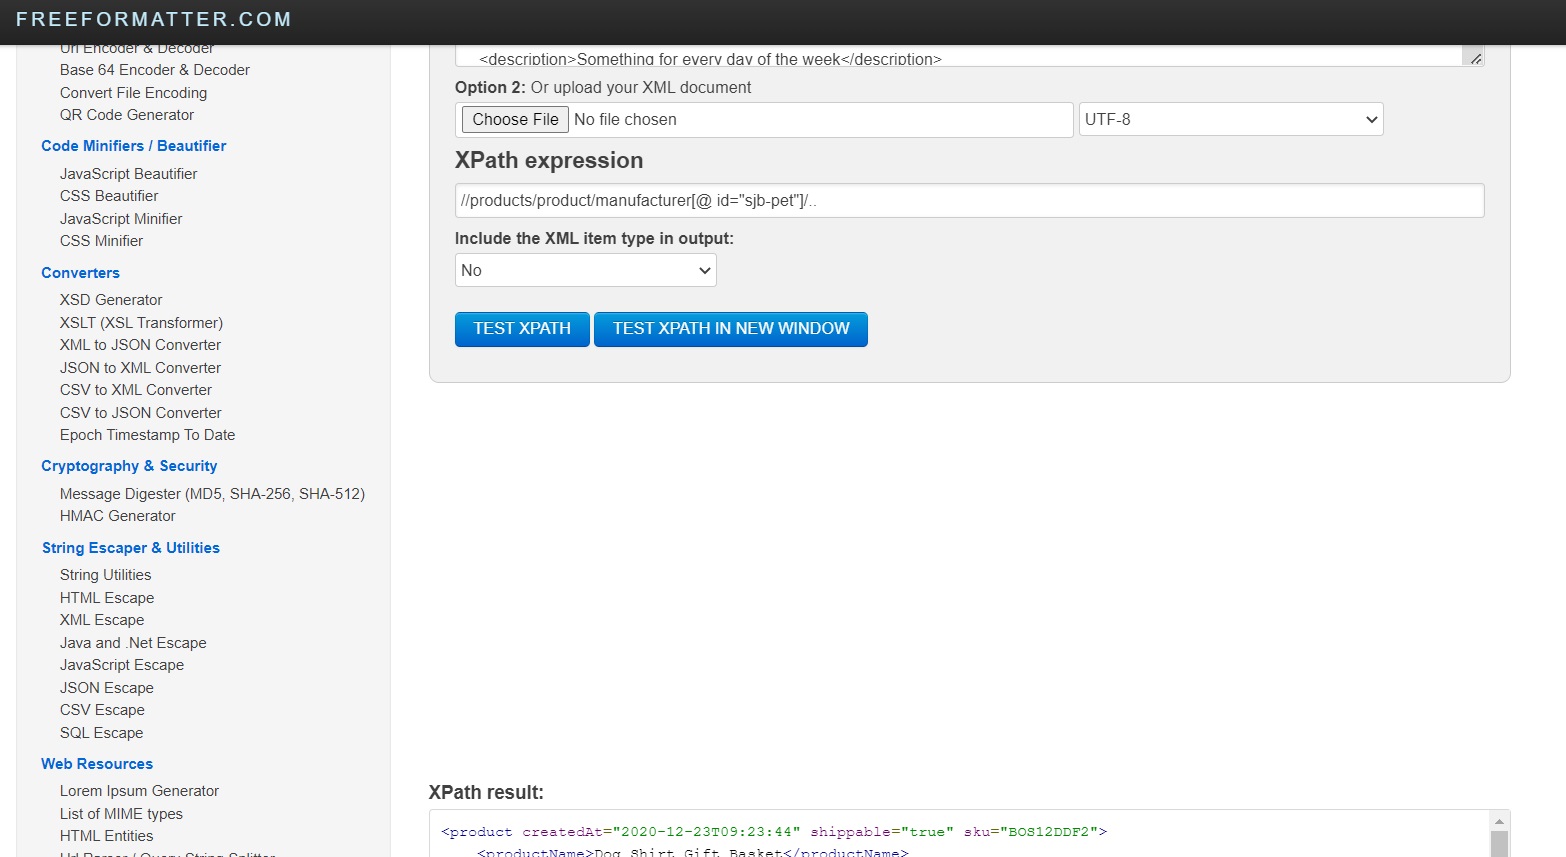 FREEFORMATTER.COM
Url Encoder & Decoder
Base 64 Encoder & Decoder
Convert File Encoding
QR Code Generator
Code Minifiers / Beautifier
JavaScript Beautifier
CSS Beautifier
JavaScript Minifier
CSS Minifier
Converters
XSD Generator
XSLT (XSL Transformer)
XML to JSON Converter
JSON to XML Converter
CSV to XML Converter
CSV to JSON Converter
Epoch Timestamp To Date
Cryptography & Security
Message Digester (MD5, SHA-256, SHA-512)
HMAC Generator
String Escaper & Utilities
String Utilities
HTML Escape
XML Escape
Java and .Net Escape
JavaScript Escape
JSON Escape
CSV Escape
SQL Escape
Web Resources
Lorem Ipsum Generator
List of MIME types
HTML Entities
Url Parser / Query String Splitter
<description>Something for every day of the week</description>
Option 2: Or upload your XML document
Choose File No file chosen
UTF-8
XPath expression
//products/product/manufacturer[@ id="sjb-pet"]/..
Include the XML item type in output:
No
TEST XPATH
TEST XPATH IN NEW WINDOW
XPath result:
<product createdAt="2020-12-23T09:23:44" shippable="true" sku="BOS12DDF2">
<productName>Dog Shirt Gift Basket</productName>